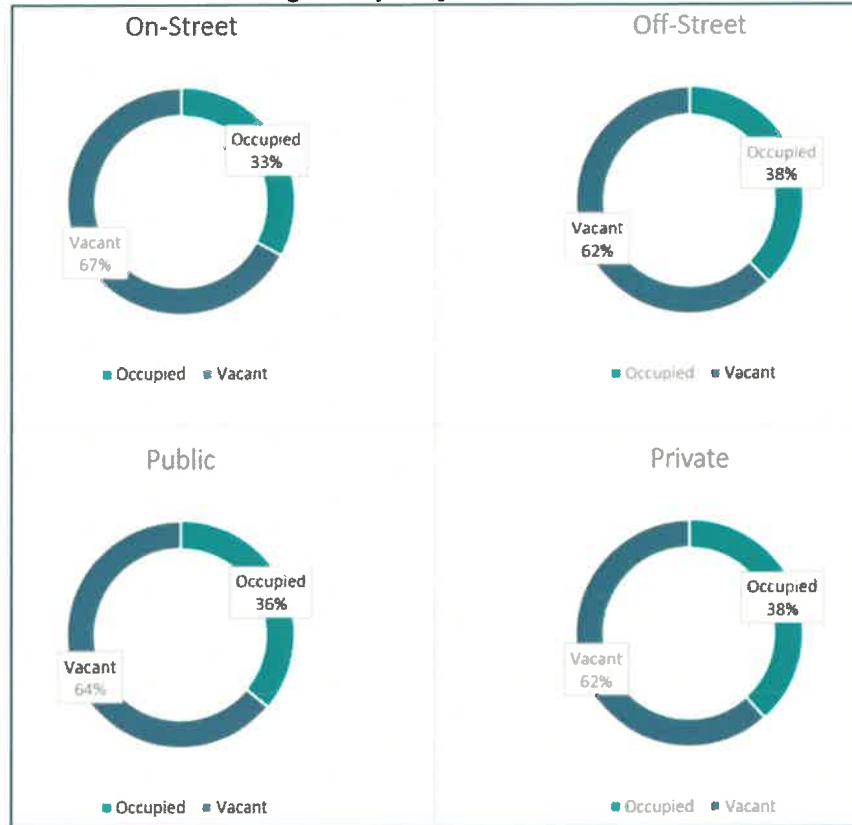 On-Street
Off-Street
Occupied
33%
Vacant
67%
Occupied
38%
Vacant
62%
Occupied Vacant
Occupied Vacant
Public
Private
Occupied
36%
Vacant
64%
Occupied
38%
Vacant
62%
Occupied Vacant
Occupied Vacant